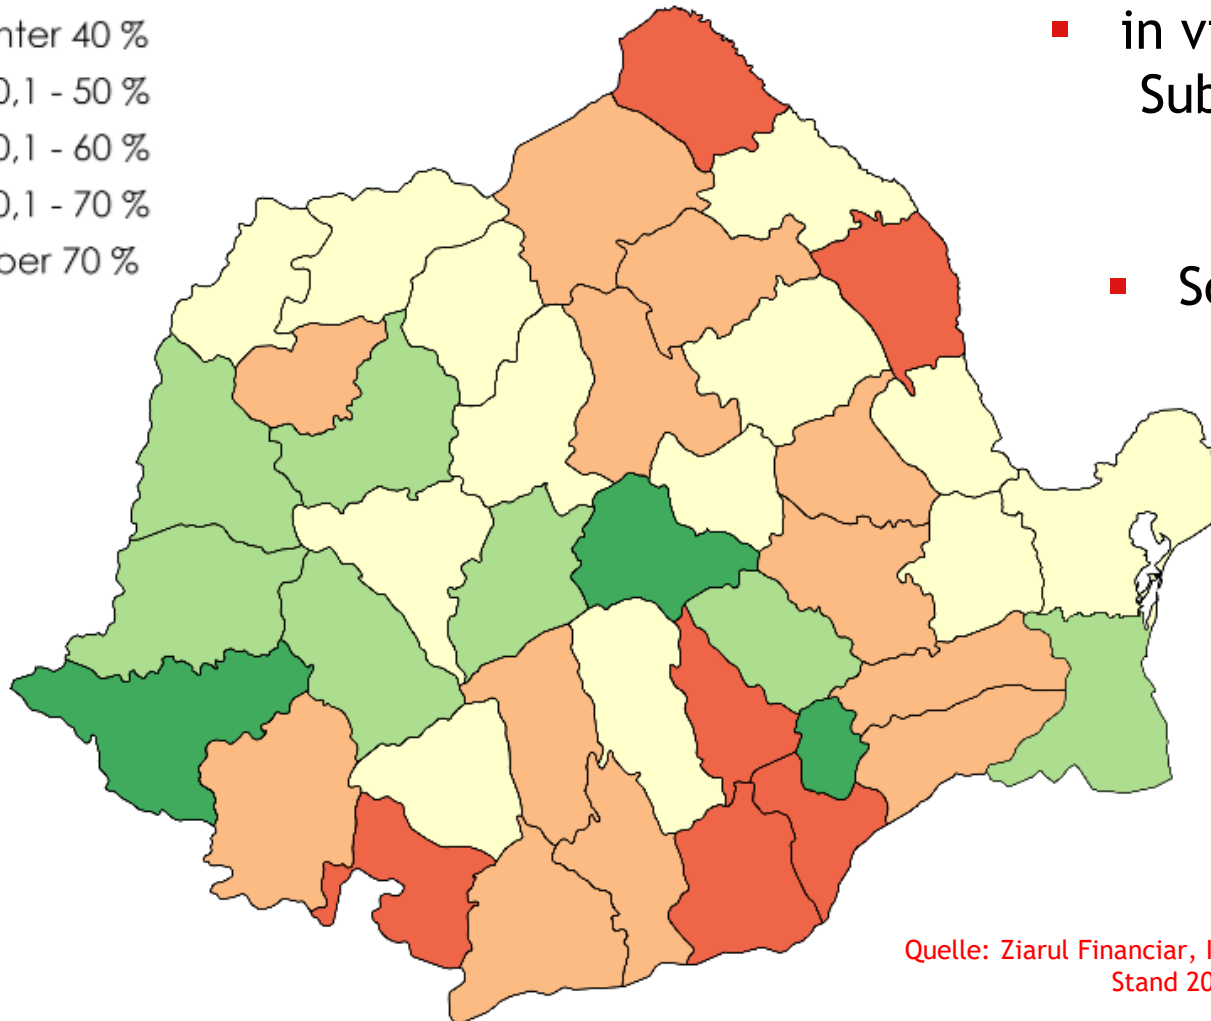 nter 40 %
0,1 - 50 %
0,1 - 60 %
0,1 - 70 %
ber 70 %
in v
Sub
Se
Quelle: Ziarul Financiar, I
Stand 20